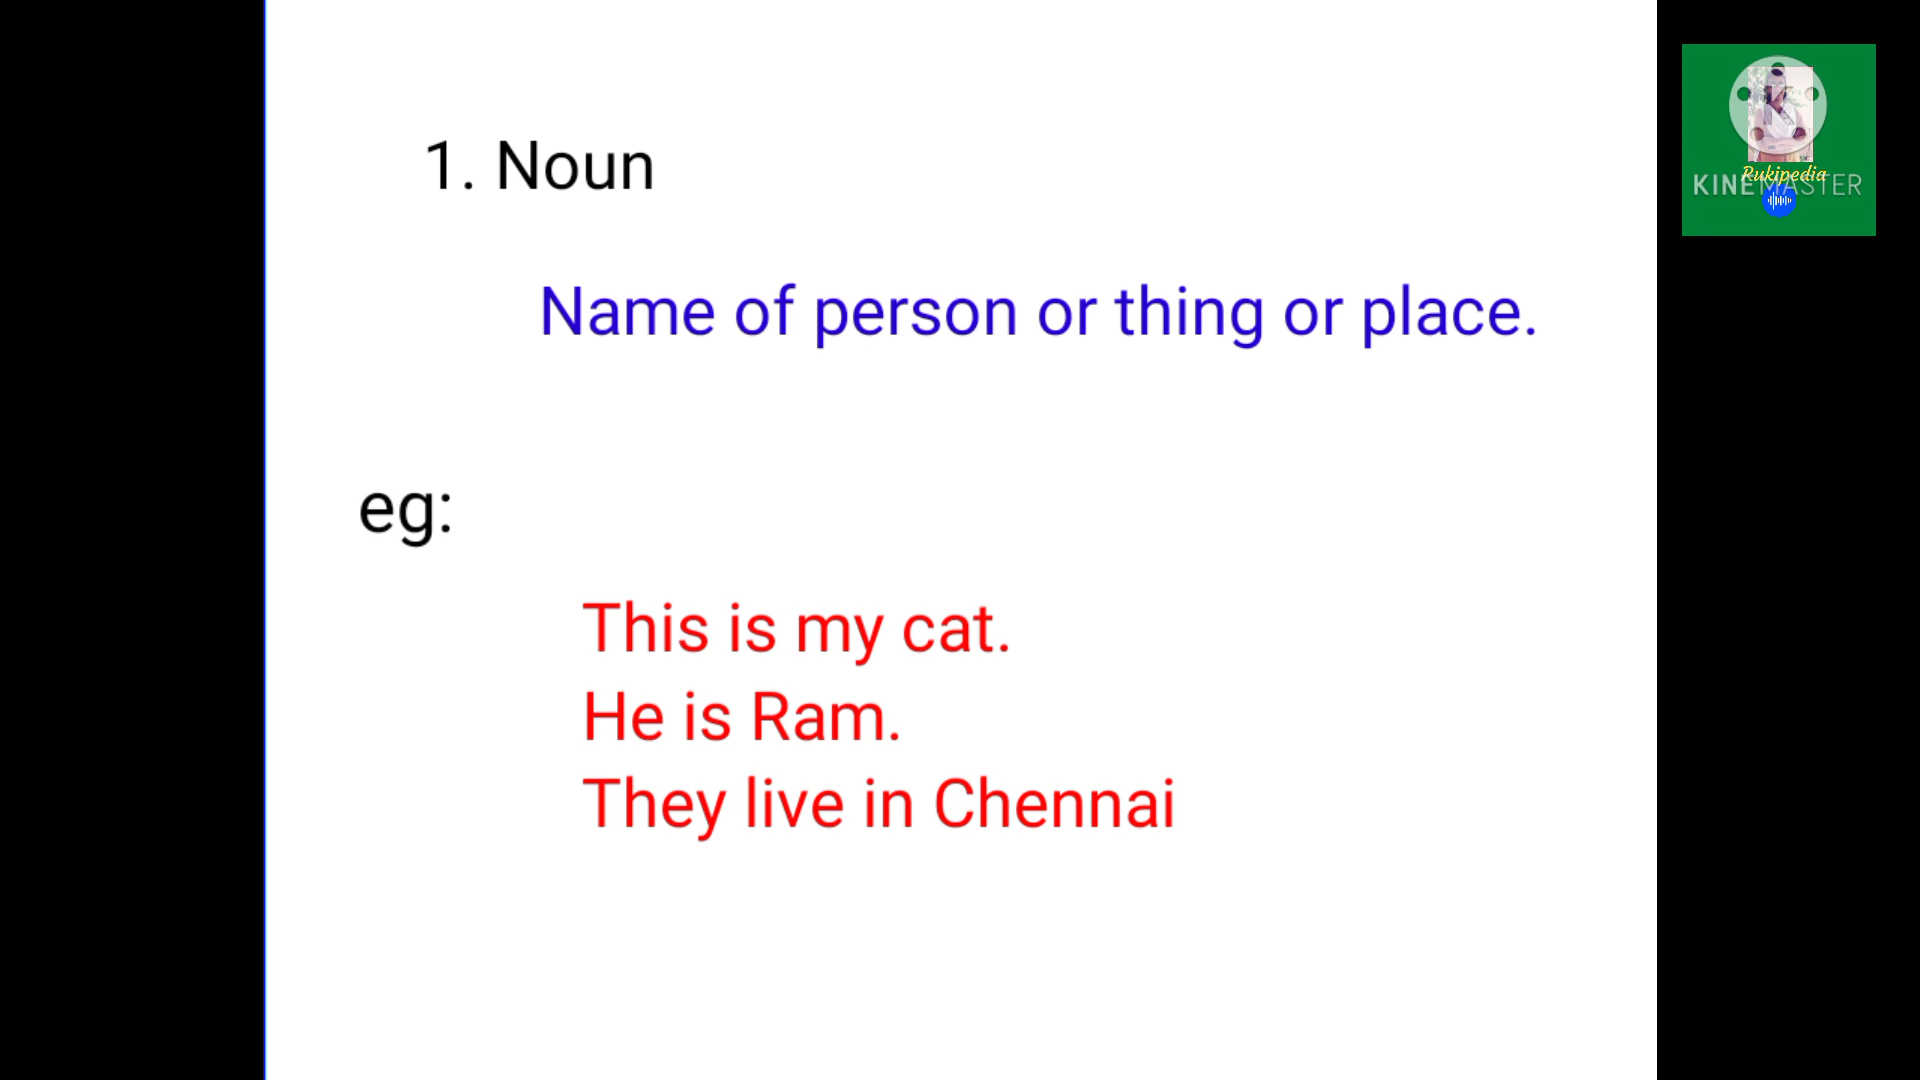 1. Noun
Name of person or thing or place.
eg:
This is my cat.
He is Ram.
They live in Chennai
Rukipedia
KINEMASTER